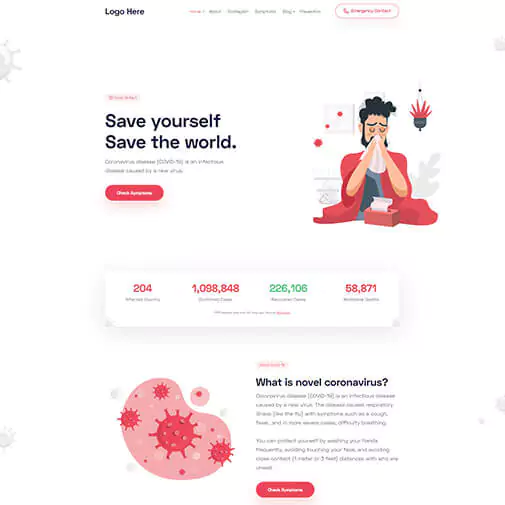 Logo Here
Home About Symptoms Blog Prevention
Emergency Contact
Save yourself
Save the world.
Coronavirus disease (COVID-19) is an infectious
disease caused by a new virus.
Check Symptoms
204 1,098,848 226,106 58,871
Affected Country Confirmed Cases Recovered Cases Deaths
What is novel coronavirus?
Coronavirus disease (COVID-19) is an infectious disease
caused by a new virus. The disease causes respiratory
illness (like the flu) with symptoms such as a cough,
fever, and in more severe cases, difficulty breathing.
You can protect yourself by washing your hands
frequently, avoiding touching your face, and avoiding
close contact (1 meter or 3 feet) distances with who are
unwell.
Check Symptoms